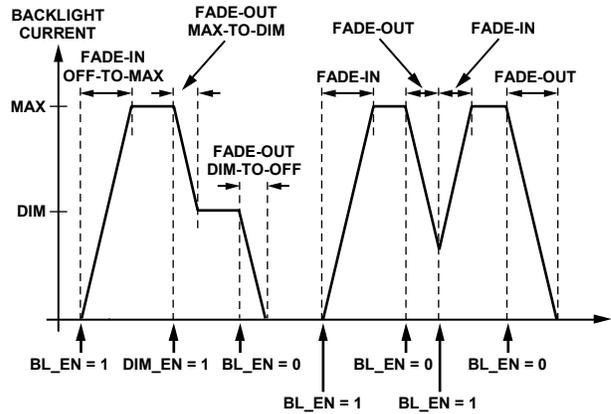 BACKLIGHT
CURRENT
FADE-OUT
MAX-TO-DIM
FADE-OUT
FADE-IN
FADE-IN
OFF-TO-MAX
FADE-IN
FADE-OUT
MAX
FADE-OUT
DIM-TO-OFF
DIM
BL_EN = 1
DIM_EN = 1
BL_EN = 0
BL_EN = 0
BL_EN = 0
BL_EN = 1
BL_EN = 1